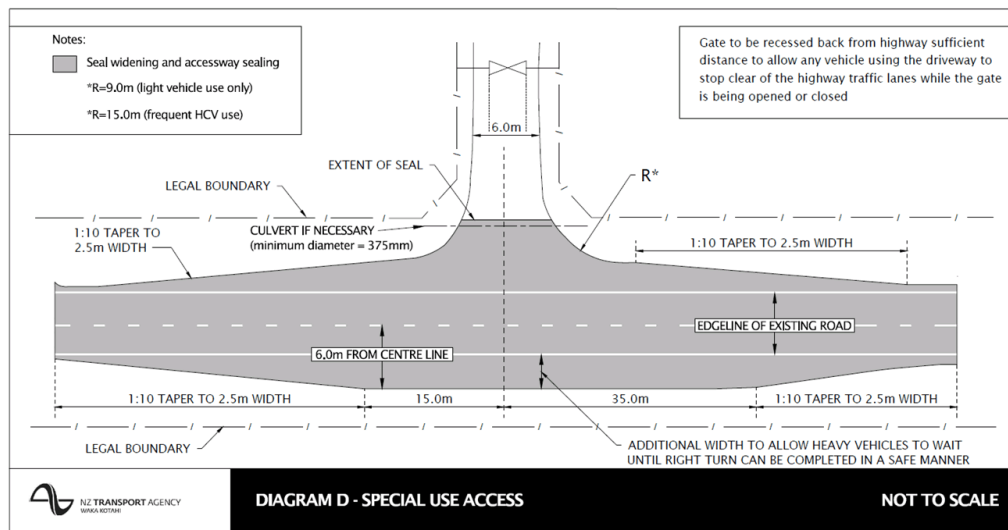 Notes:
Seal widening and accessway sealing
*R=9.0m (light vehicle use only)
*R=15.0m (frequent HCV use)
Gate to be recessed back from highway sufficient
distance to allow any vehicle using the driveway to
stop clear of the highway traffic lanes while the gate
is being opened or closed
6.0m
EXTENT OF SEAL
R*
LEGAL BOUNDARY
CULVERT IF NECESSARY
(minimum diameter = 375mm)
1:10 TAPER TO
2.5m WIDTH
1:10 TAPER TO 2.5m WIDTH
EDGELINE OF EXISTING ROAD
6.0m FROM CENTRE LINE
1:10 TAPER TO 2.5m WIDTH
15.0m
35.0m
1:10 TAPER TO 2.5m WIDTH
LEGAL BOUNDARY
ADDITIONAL WIDTH TO ALLOW HEAVY VEHICLES TO WAIT
UNTIL RIGHT TURN CAN BE COMPLETED IN A SAFE MANNER
NZ TRANSPORT AGENCY
WAKA KOTAHI
DIAGRAM D - SPECIAL USE ACCESS
NOT TO SCALE